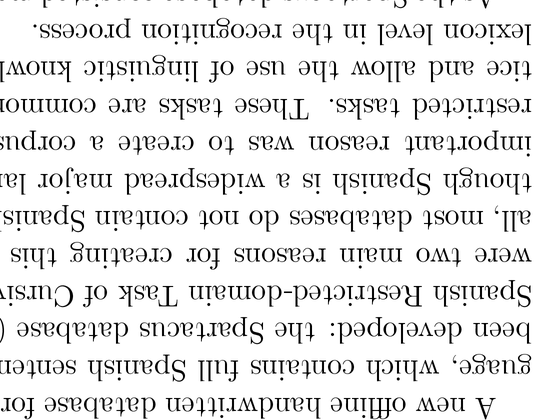 A new offline handwritten database for
guage, which contains full Spanish senten
been developed: the Spartacus database (
Spanish Restricted-domain Task of Cursiv
were two main reasons for creating this
all, most databases do not contain Spanis
though Spanish is a widespread major lan
important reason was to create a corpus
restricted tasks. These tasks are common
tice and allow the use of linguistic knowl
lexicon level in the recognition process.